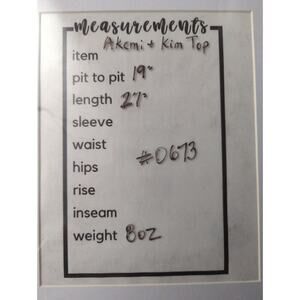 measurements
item Akemi + Kim Top
pit to pit 19"
length 27"
sleeve
waist
#0673
hips
rise
inseam
weight 8oz